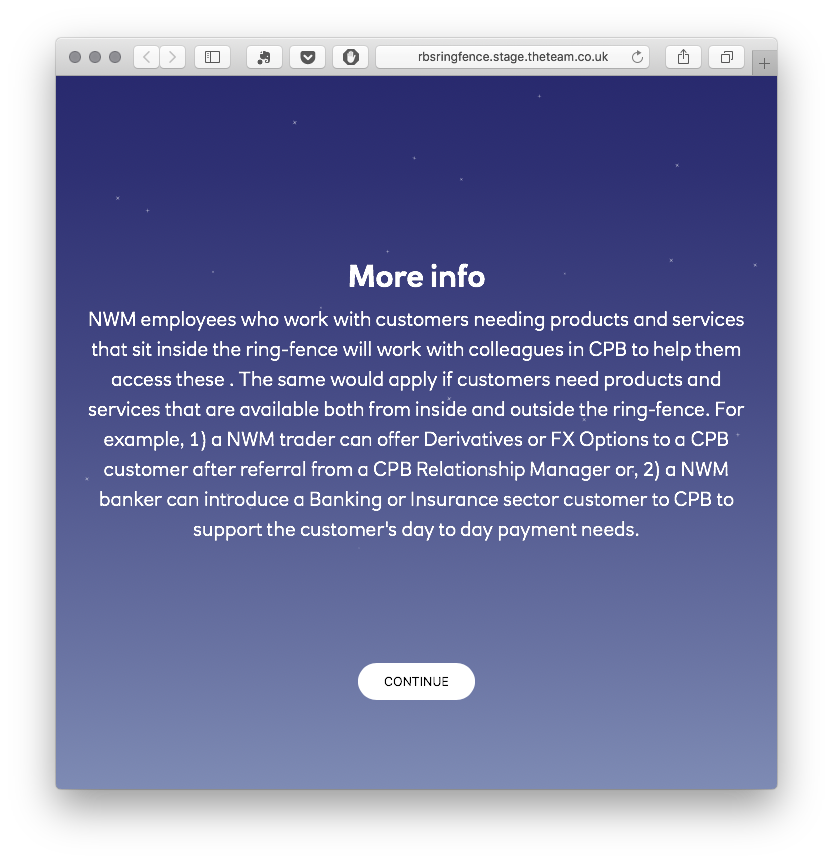 rbsringfence.stage.theteam.co.uk
More info
NWM employees who work with customers needing products and services
that sit inside the ring-fence will work with colleagues in CPB to help them
access these . The same would apply if customers need products and
services that are available both from inside and outside the ring-fence. For
example, 1) a NWM trader can offer Derivatives or FX Options to a CPB
customer after referral from a CPB Relationship Manager or, 2) a NWM
banker can introduce a Banking or Insurance sector customer to CPB to
support the customer's day to day payment needs.
CONTINUE